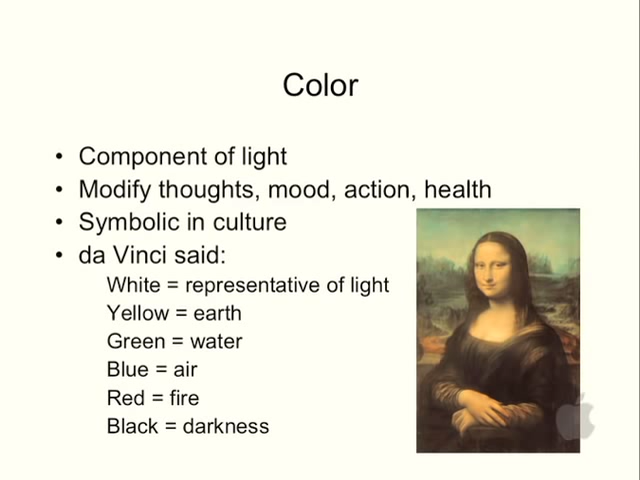 Color
• Component of light
• Modify thoughts, mood, action, health
• Symbolic in culture
• da Vinci said:
White = representative of light
Yellow = earth
Green = water
Blue = air
Red = fire
Black = darkness